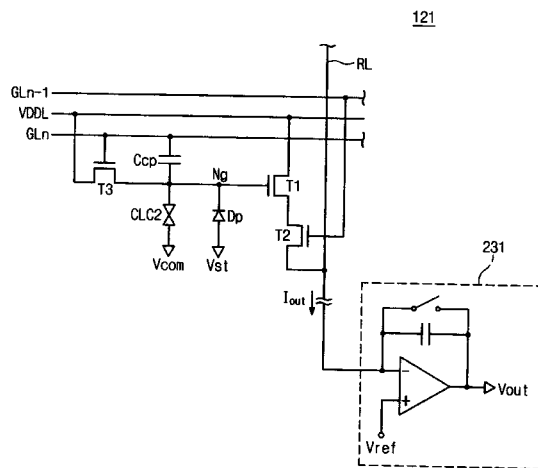 121
RL
GLn-1
VDDL
GLn
Ccp
Ng
T3
T1
CLC2
Dp
T2
Vcom
Vst
231
Iout
Vout
Vref